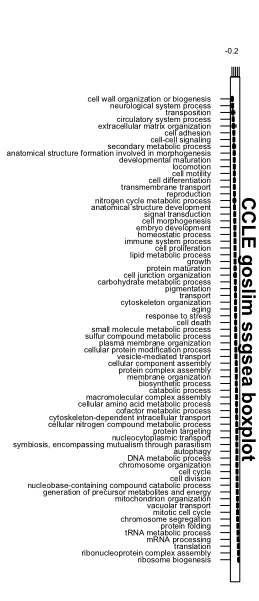 -0.2
cell wall organization or biogenesis
neurological system process
transposition
circulatory system process
extracellular matrix organization
cell adhesion
cell-cell signaling
secondary metabolic process
anatomical structure formation involved in morphogenesis
developmental maturation
locomotion
cell motility
cell differentiation
transmembrane transport
reproduction
nitrogen cycle metabolic process
anatomical structure development
signal transduction
cell morphogenesis
embryo development
homeostatic process
immune system process
cell proliferation
lipid metabolic process
growth
protein maturation
cell junction organization
carbohydrate metabolic process
pigmentation
transport
cytoskeleton organization
aging
response to stress
cell death
small molecule metabolic process
sulfur compound metabolic process
plasma membrane organization
cellular protein modification process
vesicle-mediated transport
cellular component assembly
protein complex assembly
membrane organization
biosynthetic process
catabolic process
macromolecular complex assembly
cellular amino acid metabolic process
cofactor metabolic process
cytoskeleton-dependent intracellular transport
cellular nitrogen compound metabolic process
protein targeting
nucleocytoplasmic transport
symbiosis, encompassing mutualism through parasitism
autophagy
DNA metabolic process
chromosome organization
cell cycle
cell division
nucleobase-containing compound catabolic process
generation of precursor metabolites and energy
mitochondrion organization
vacuolar transport
mitotic cell cycle
chromosome segregation
protein folding
tRNA metabolic process
mRNA processing
translation
ribonucleoprotein complex assembly
ribosome biogenesis
CCLE goslim ssgsea boxplot